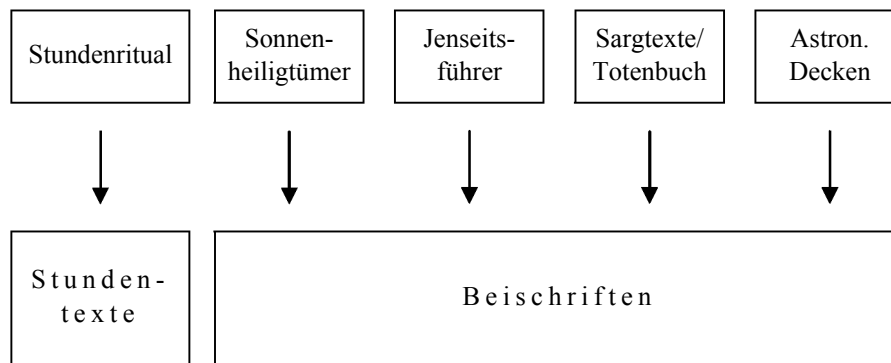 Stundenritual
Sonnen-
heiligtümer
Jenseits-
führer
Sargtexte/
Totenbuch
Astron.
Decken
Stunden-
texte
Beischriften